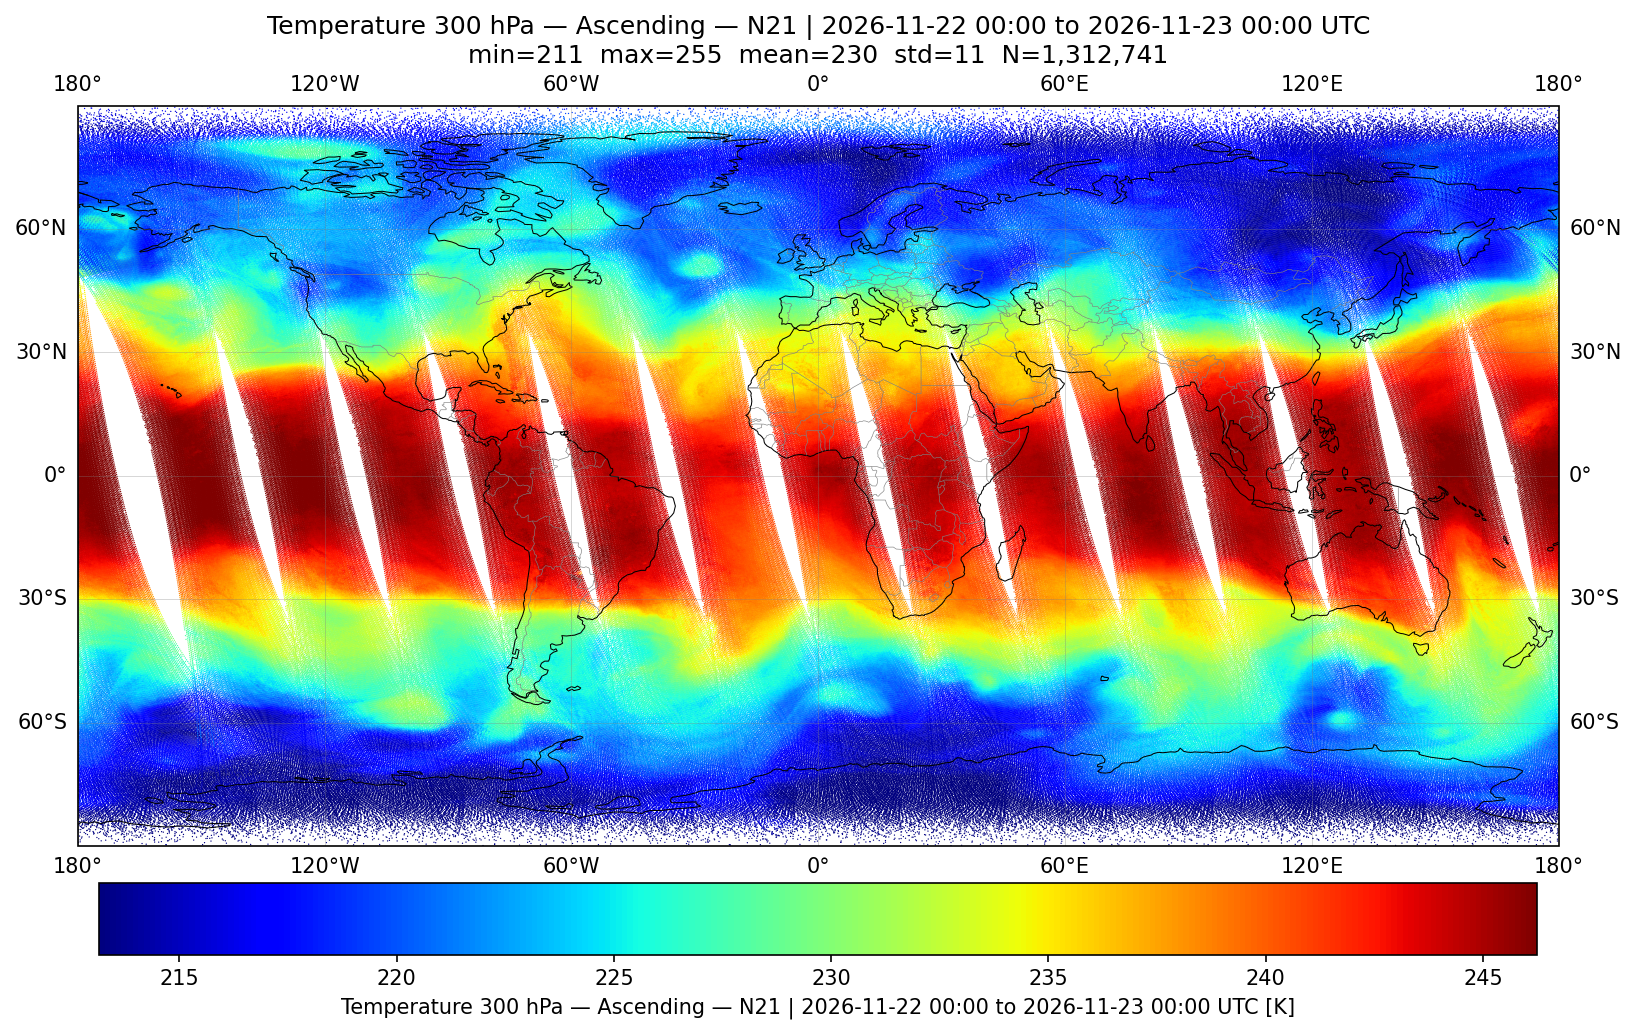 Temperature 300 hPa — Ascending — N21 | 2026-11-22 00:00 to 2026-11-23 00:00 UTC
min=211 max=255 mean=230 std=11 N=1,312,741
180° 120°W 60°W 0° 60°E 120°E 180°
60°N 60°N
30°N 30°N
0° 0°
30°S 30°S
60°S 60°S
180° 120°W 60°W 0° 60°E 120°E 180°
215 220 225 230 235 240 245
Temperature 300 hPa — Ascending — N21 | 2026-11-22 00:00 to 2026-11-23 00:00 UTC [K]